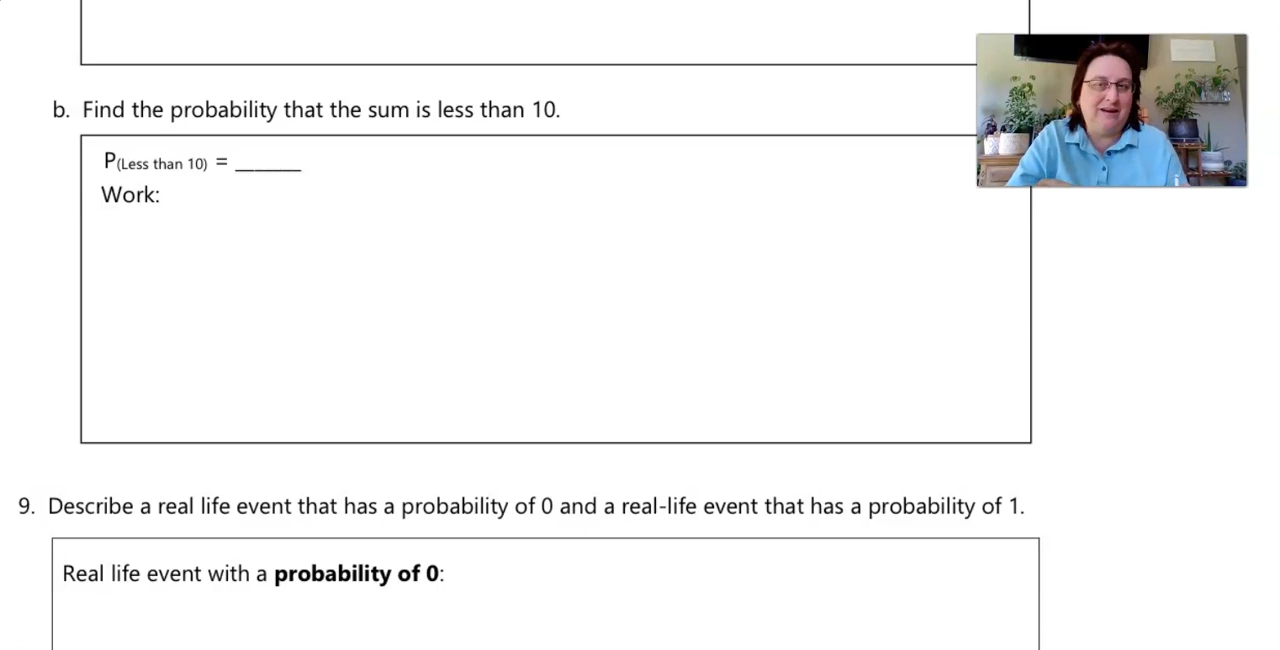 b. Find the probability that the sum is less than 10.
P(Less than 10) = ______
Work:
9. Describe a real life event that has a probability of 0 and a real-life event that has a probability of 1.
Real life event with a probability of 0: